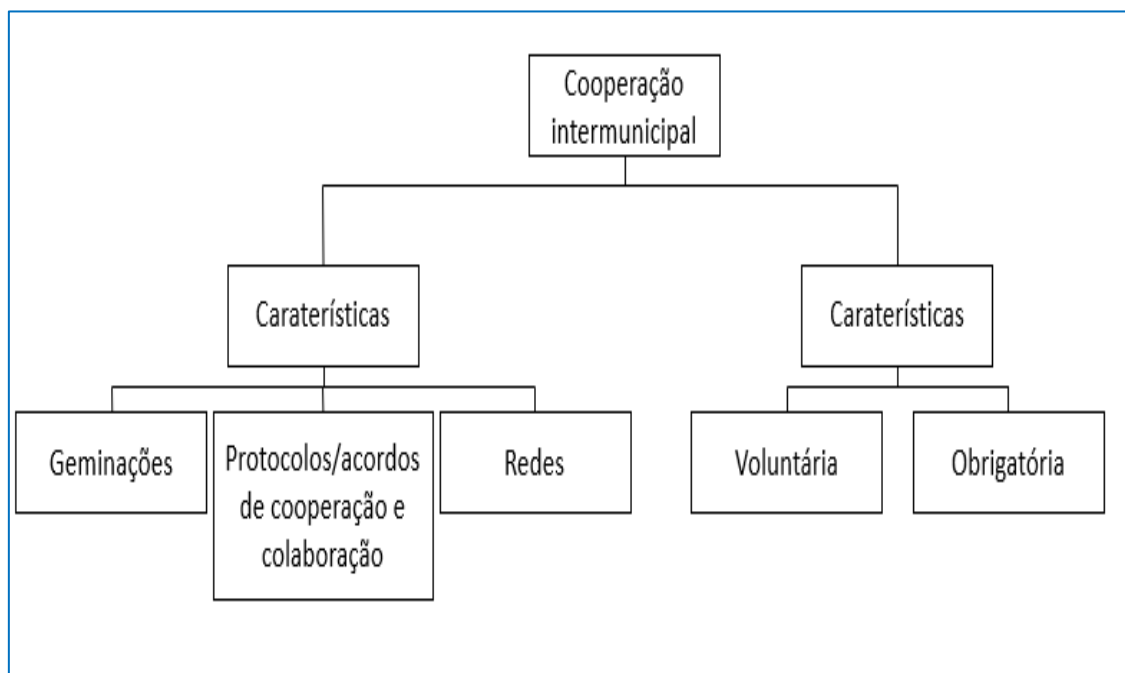 Cooperação
intermunicipal
Caraterísticas
Caraterísticas
Geminações
Protocolos/acordos
de cooperação e
colaboração
Redes
Voluntária
Obrigatória